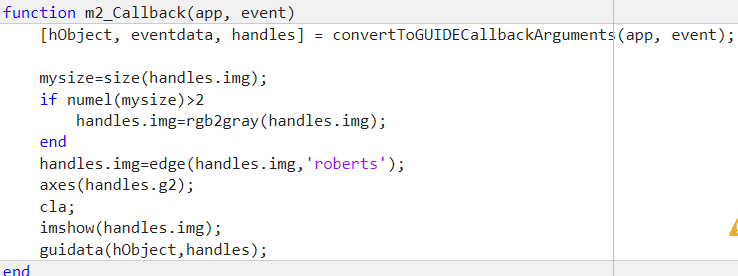 function m2_Callback(app, event)
    [hObject, eventdata, handles] = convertToGUIDECallbackArguments(app, event);

    mysize=size(handles.img);
    if numel(mysize)>2
        handles.img=rgb2gray(handles.img);
    end
    handles.img=edge(handles.img,'roberts');
    axes(handles.g2);
    cla;
    imshow(handles.img);
    guidata(hObject,handles);
end